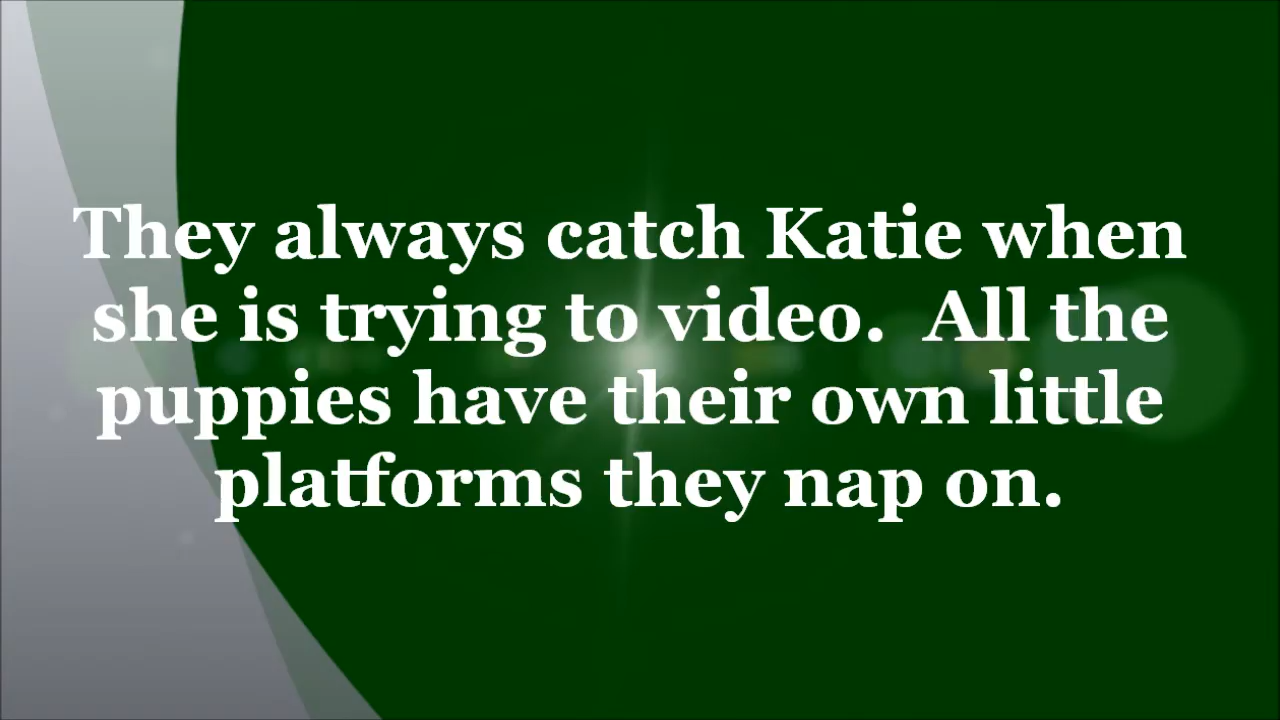 They always catch Katie when
she is trying to video.  All the
puppies have their own little
platforms they nap on.